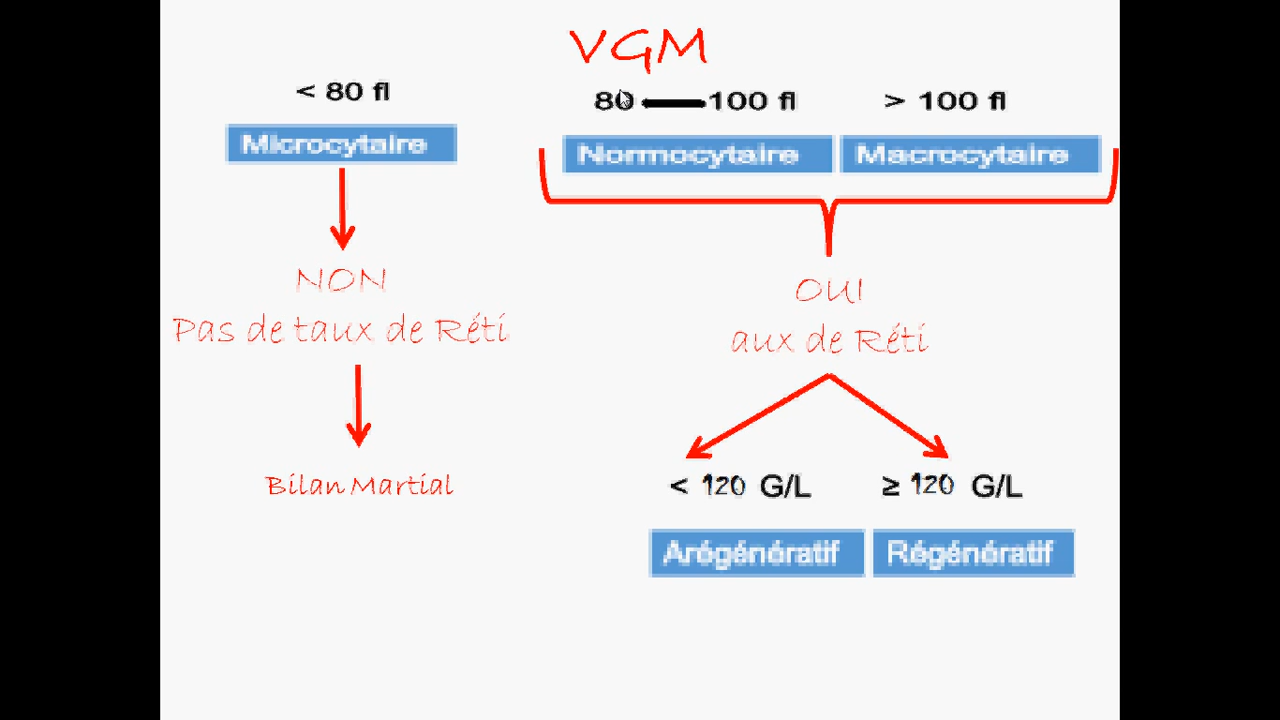 VGM
< 80 fl
80 — 100 fl
> 100 fl
Microcytaire
Normocytaire
Macrocytaire
NON
Pas de taux de Réti
OUI
aux de Réti
Bilan Martial
< 120 G/L
≥ 120 G/L
Arégénératif
Régénératif